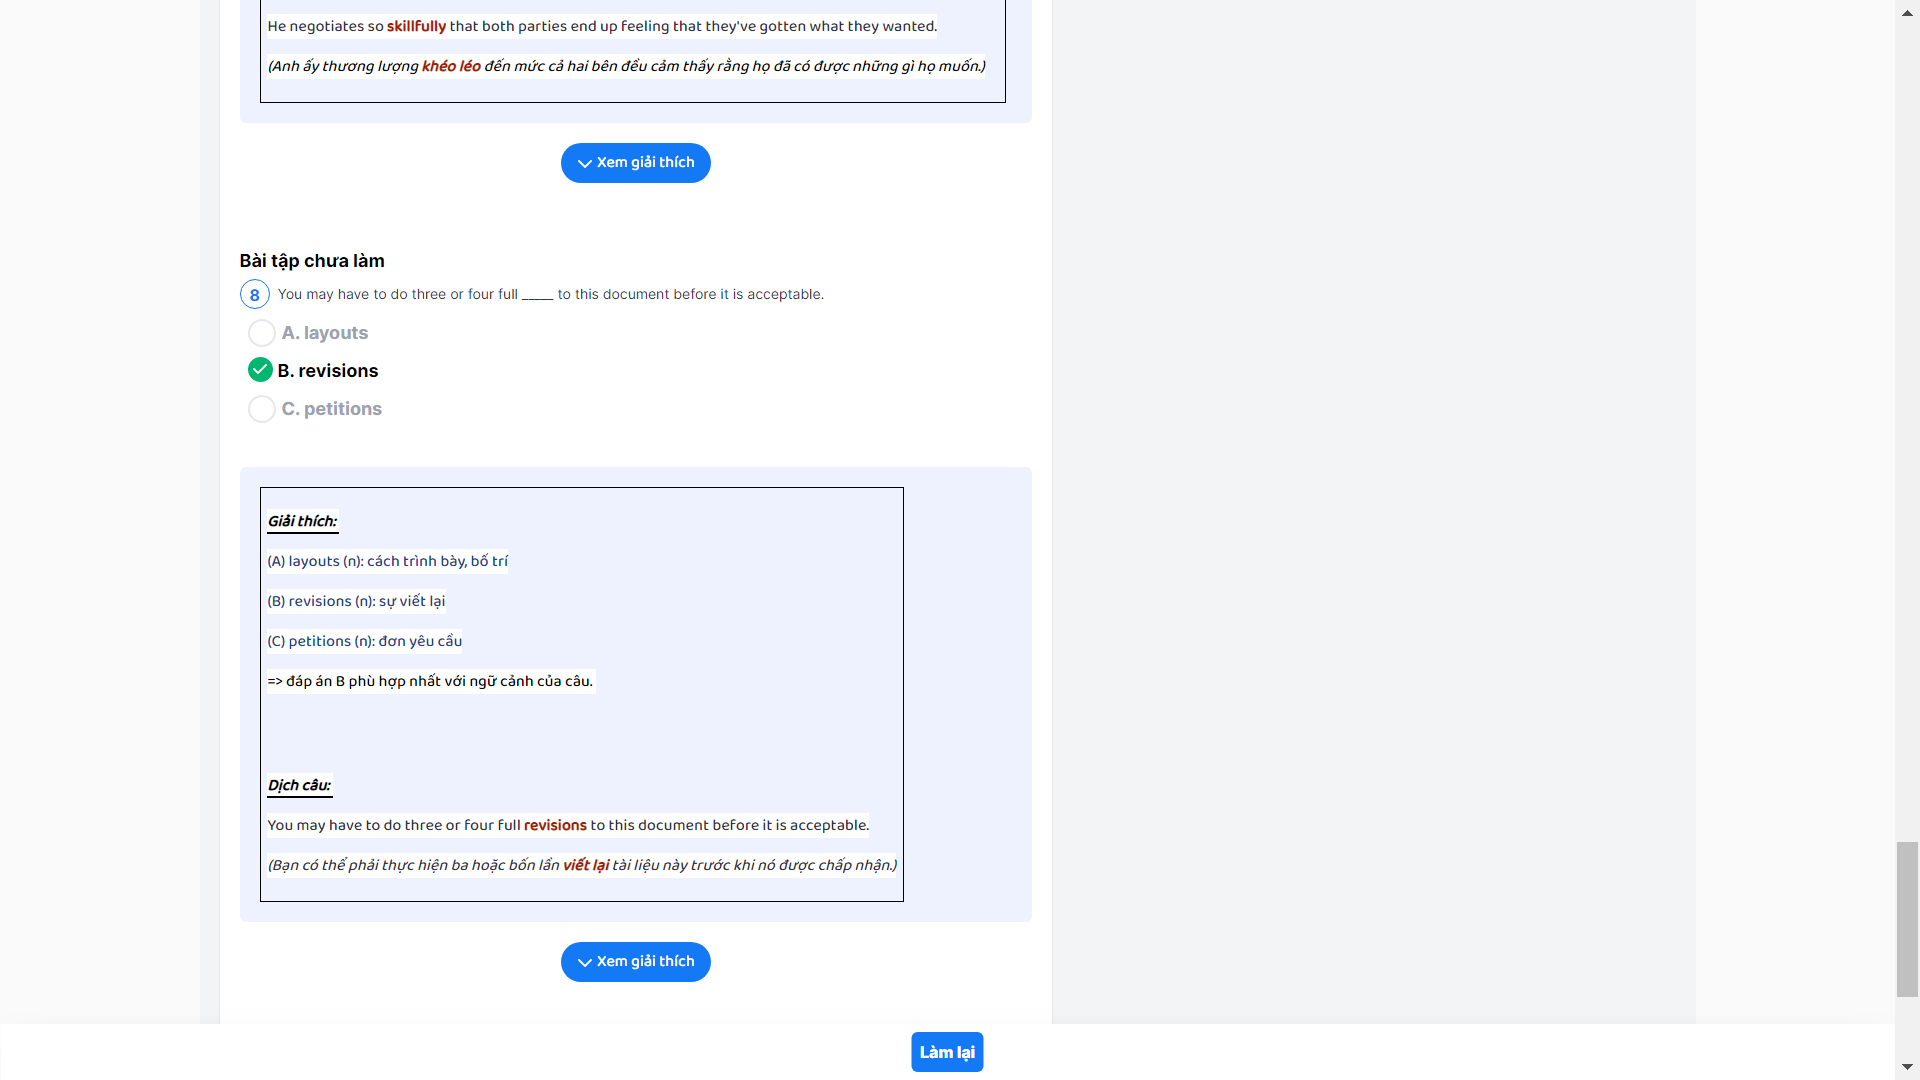 He negotiates so skillfully that both parties end up feeling that they've gotten what they wanted.
(Anh ấy thương lượng khéo léo đến mức cả hai bên đều cảm thấy rằng họ đã có được những gì họ muốn.)
Xem giải thích
Bài tập chưa làm
8 You may have to do three or four full _____ to this document before it is acceptable.
A. layouts
B. revisions
C. petitions
Giải thích:
(A) layouts (n): cách trình bày, bố trí
(B) revisions (n): sự viết lại
(C) petitions (n): đơn yêu cầu
=> đáp án B phù hợp nhất với ngữ cảnh của câu.
Dịch câu:
You may have to do three or four full revisions to this document before it is acceptable.
(Bạn có thể phải thực hiện ba hoặc bốn lần viết lại tài liệu này trước khi nó được chấp nhận.)
Xem giải thích
Làm lại